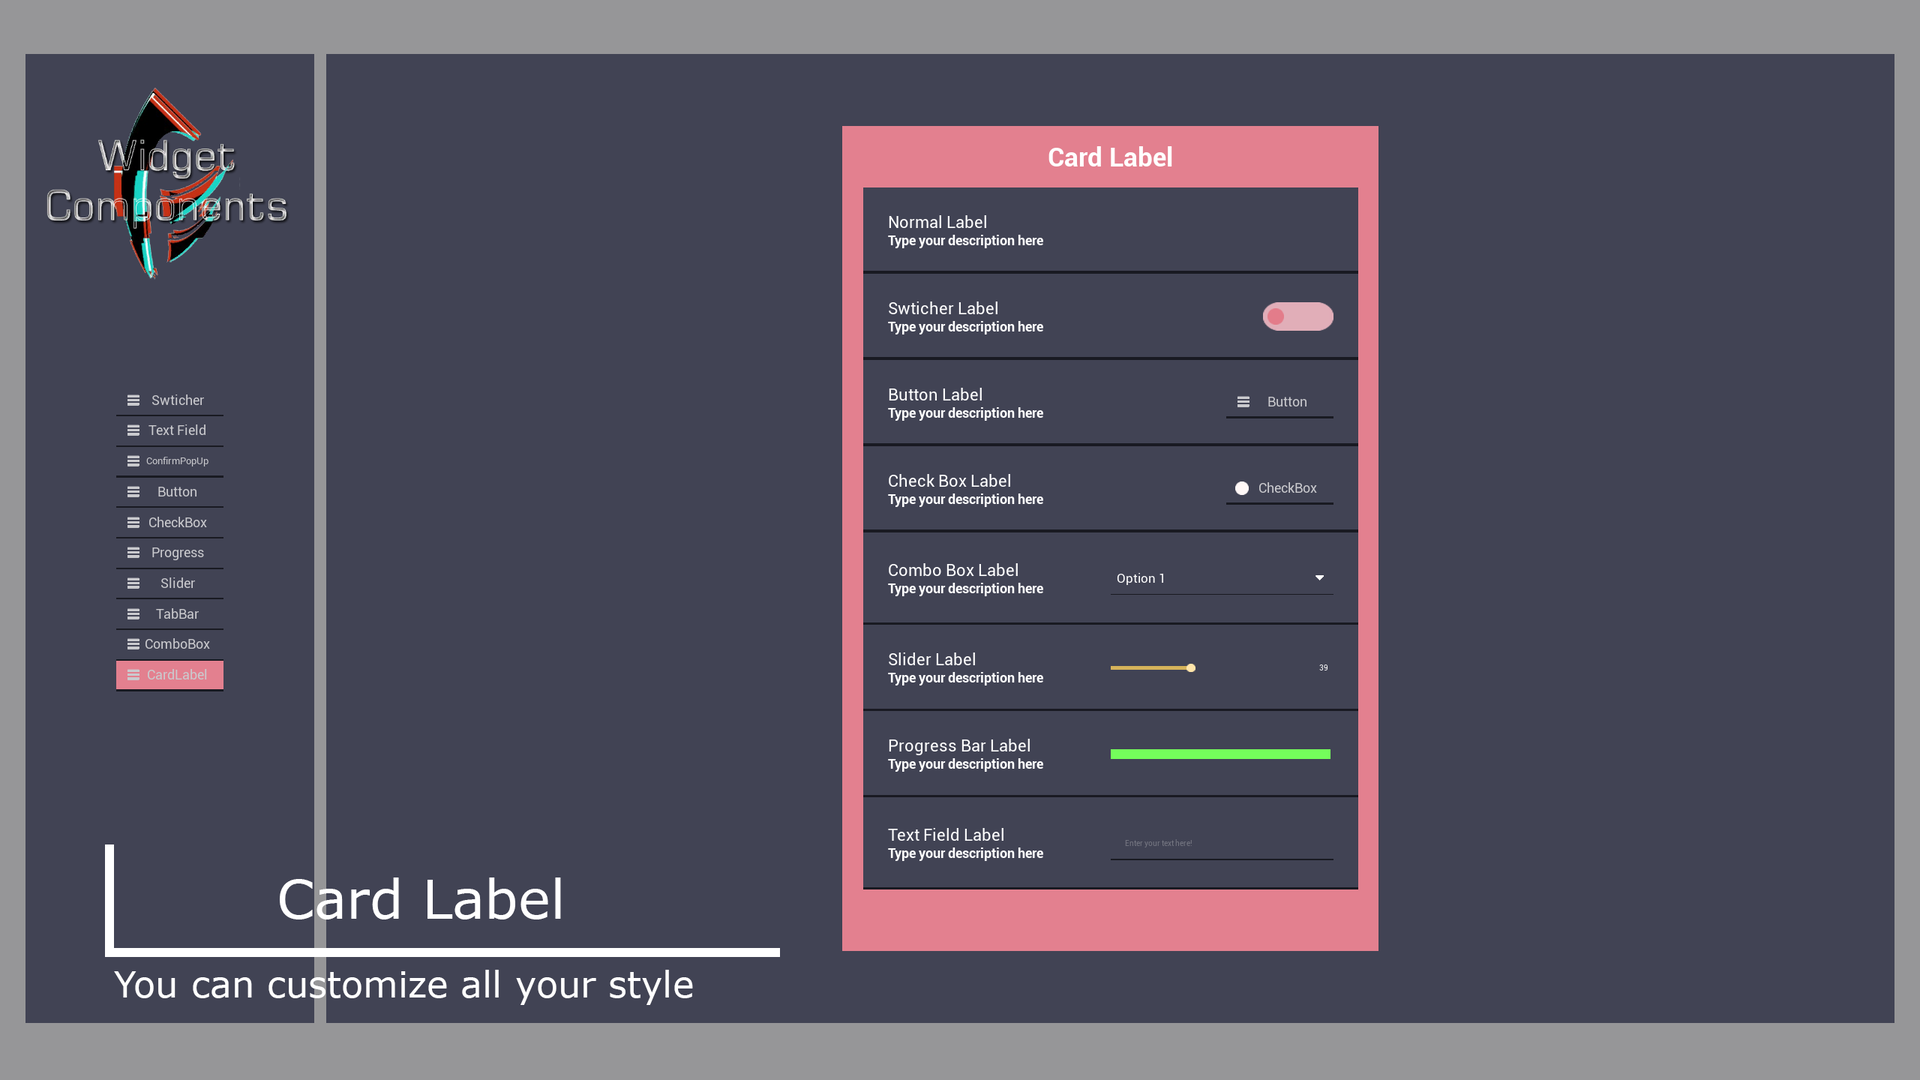 Widget
Components
Swticher
Text Field
ConfirmPopUp
Button
CheckBox
Progress
Slider
TabBar
ComboBox
CardLabel
Card Label
Normal Label
Type your description here
Swticher Label
Type your description here
Button Label
Type your description here
Button
Check Box Label
Type your description here
CheckBox
Combo Box Label
Type your description here
Option 1
Slider Label
Type your description here
39
Progress Bar Label
Type your description here
Text Field Label
Type your description here
Enter your text here!
Card Label
You can customize all your style